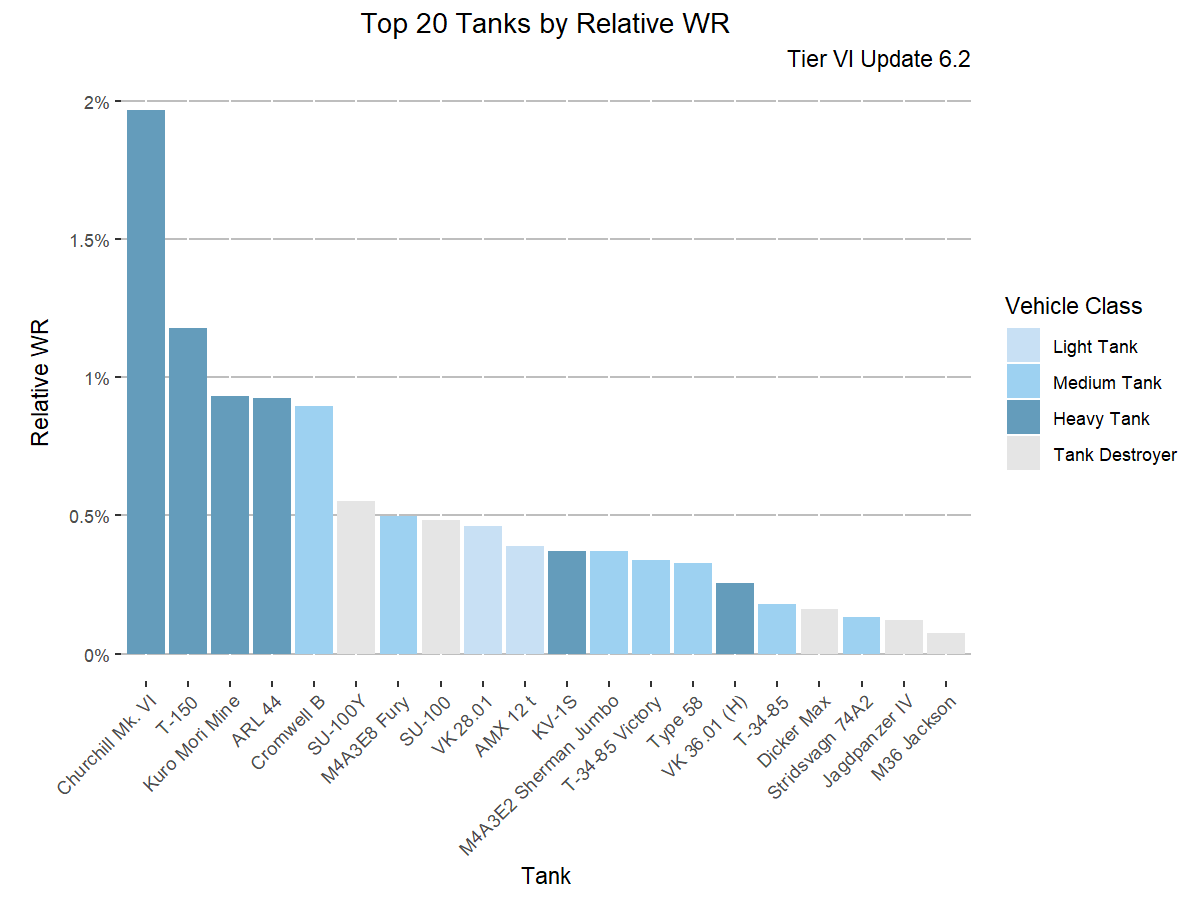 Top 20 Tanks by Relative WR
Tier VI Update 6.2
2%
1.5%
1%
0.5%
0%
Relative WR
Churchill Mk. VI
T-150
Kuro Mori Mine
ARL 44
Cromwell B
SU-100Y
M4A3E8 Fury
SU-100
VK 28.01
AMX 12 t
KV-1S
M4A3E2 Sherman Jumbo
T-34-85 Victory
Type 58
VK 36.01 (H)
T-34-85
Dicker Max
Stridsvagn 74A2
Jagdpanzer IV
M36 Jackson
Tank
Vehicle Class
Light Tank
Medium Tank
Heavy Tank
Tank Destroyer